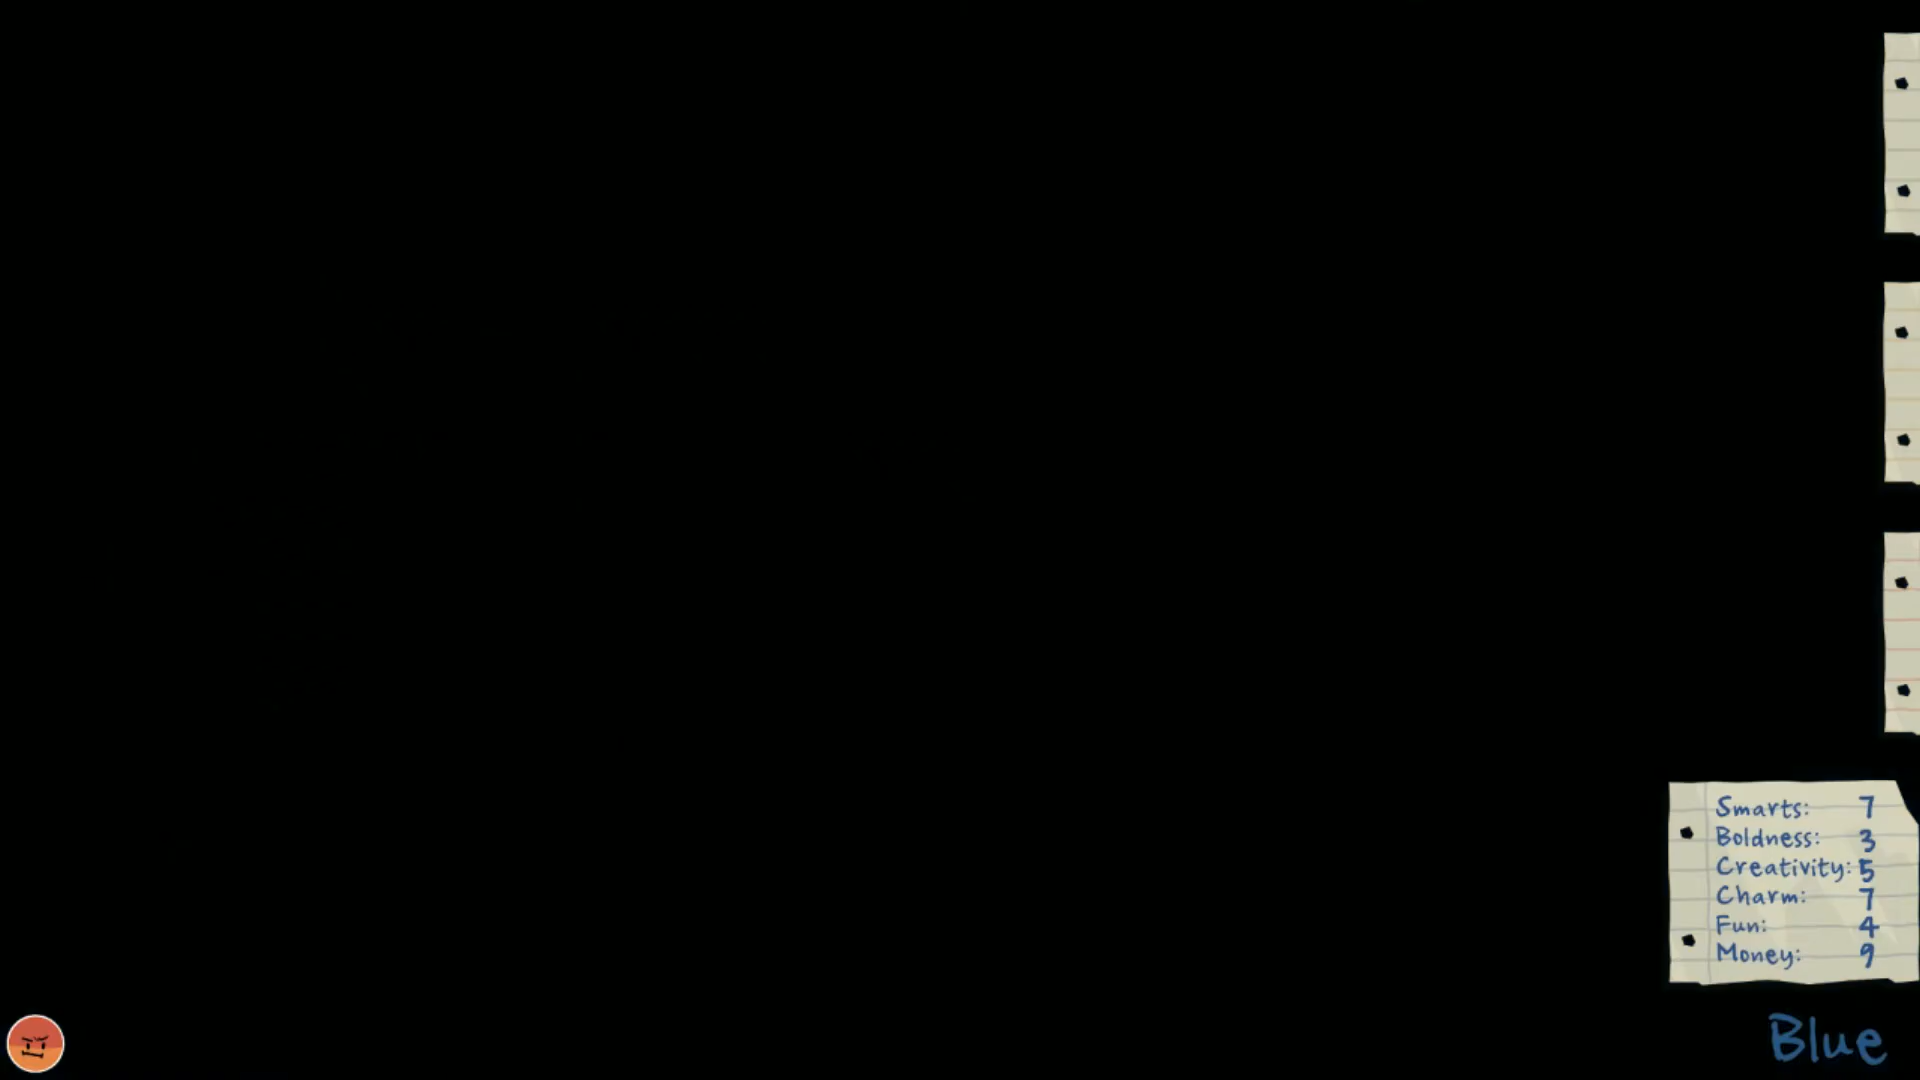 Smarts: 7
Boldness: 3
Creativity: 5
Charm: 7
Fun: 4
Money: 9
Blue